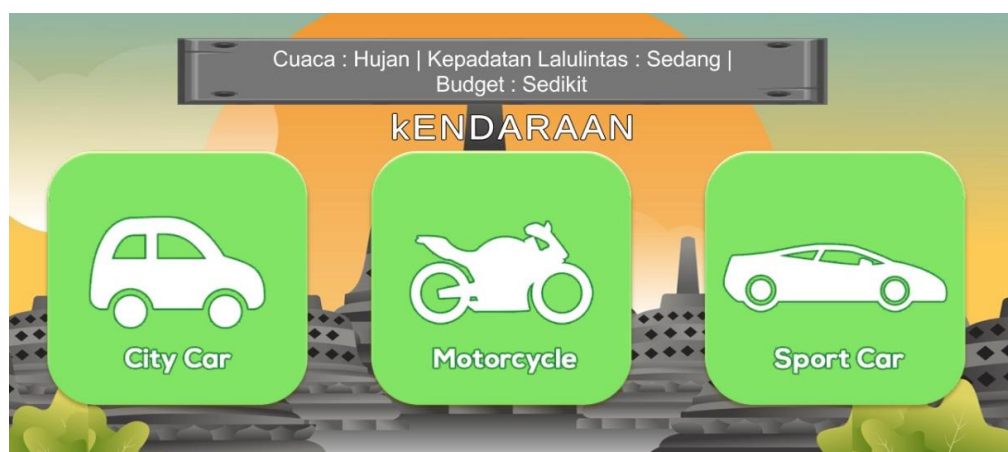 Cuaca : Hujan | Kepadatan Lalulintas : Sedang |
Budget : Sedikit
kENDARAAN
City Car
Motorcycle
Sport Car